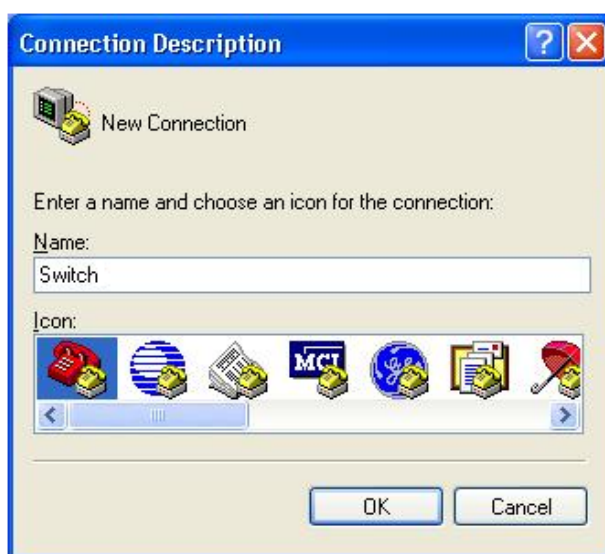 Connection Description
New Connection
Enter a name and choose an icon for the connection:
Name:
Switch
Icon:
MCI
OK Cancel